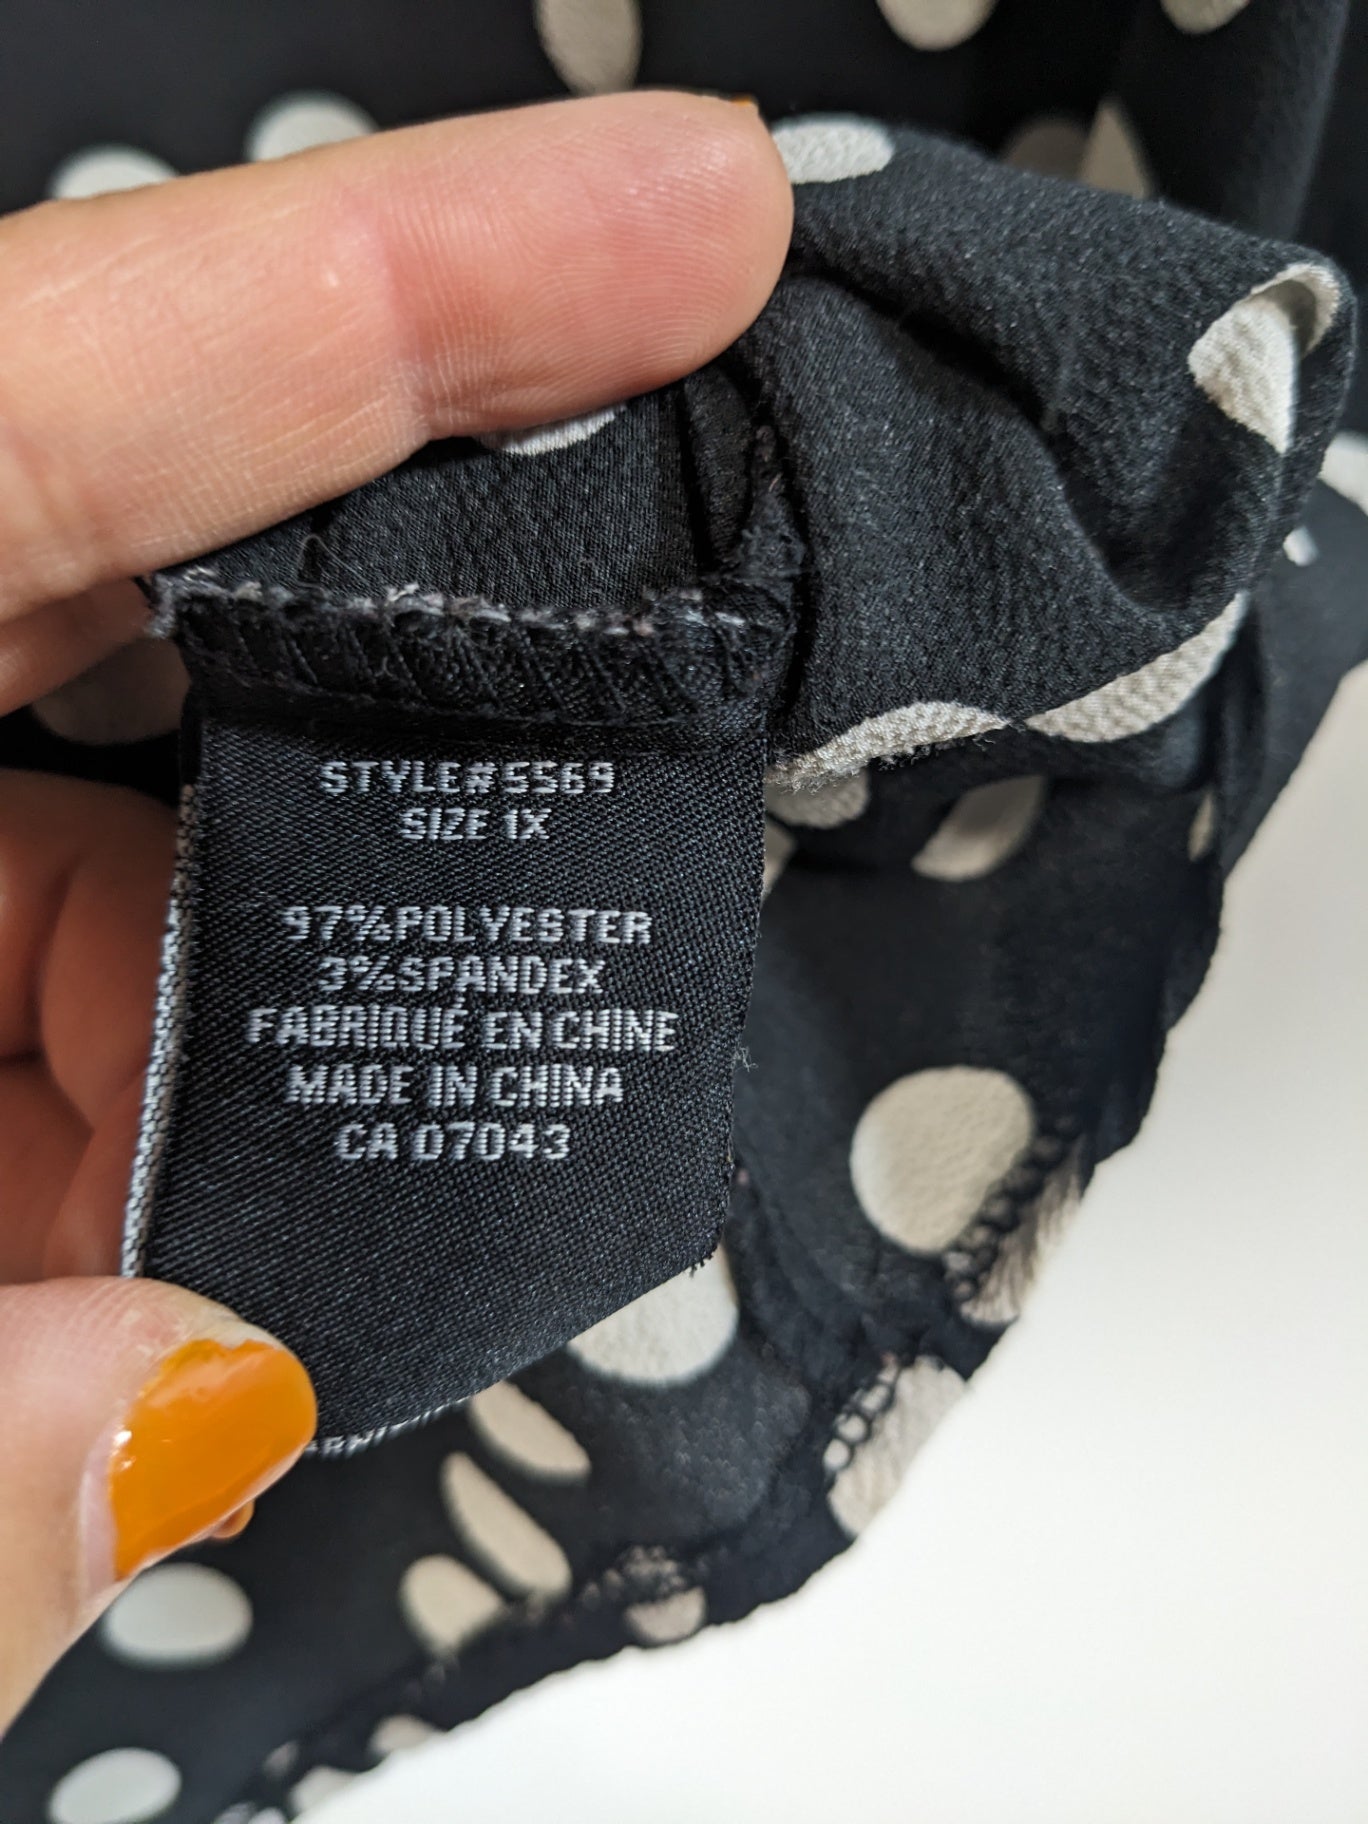 STYLE#5569
SIZE 1X
97%POLYESTER
3%SPANDEX
FABRIQUÉ EN CHINE
MADE IN CHINA
CA 07043